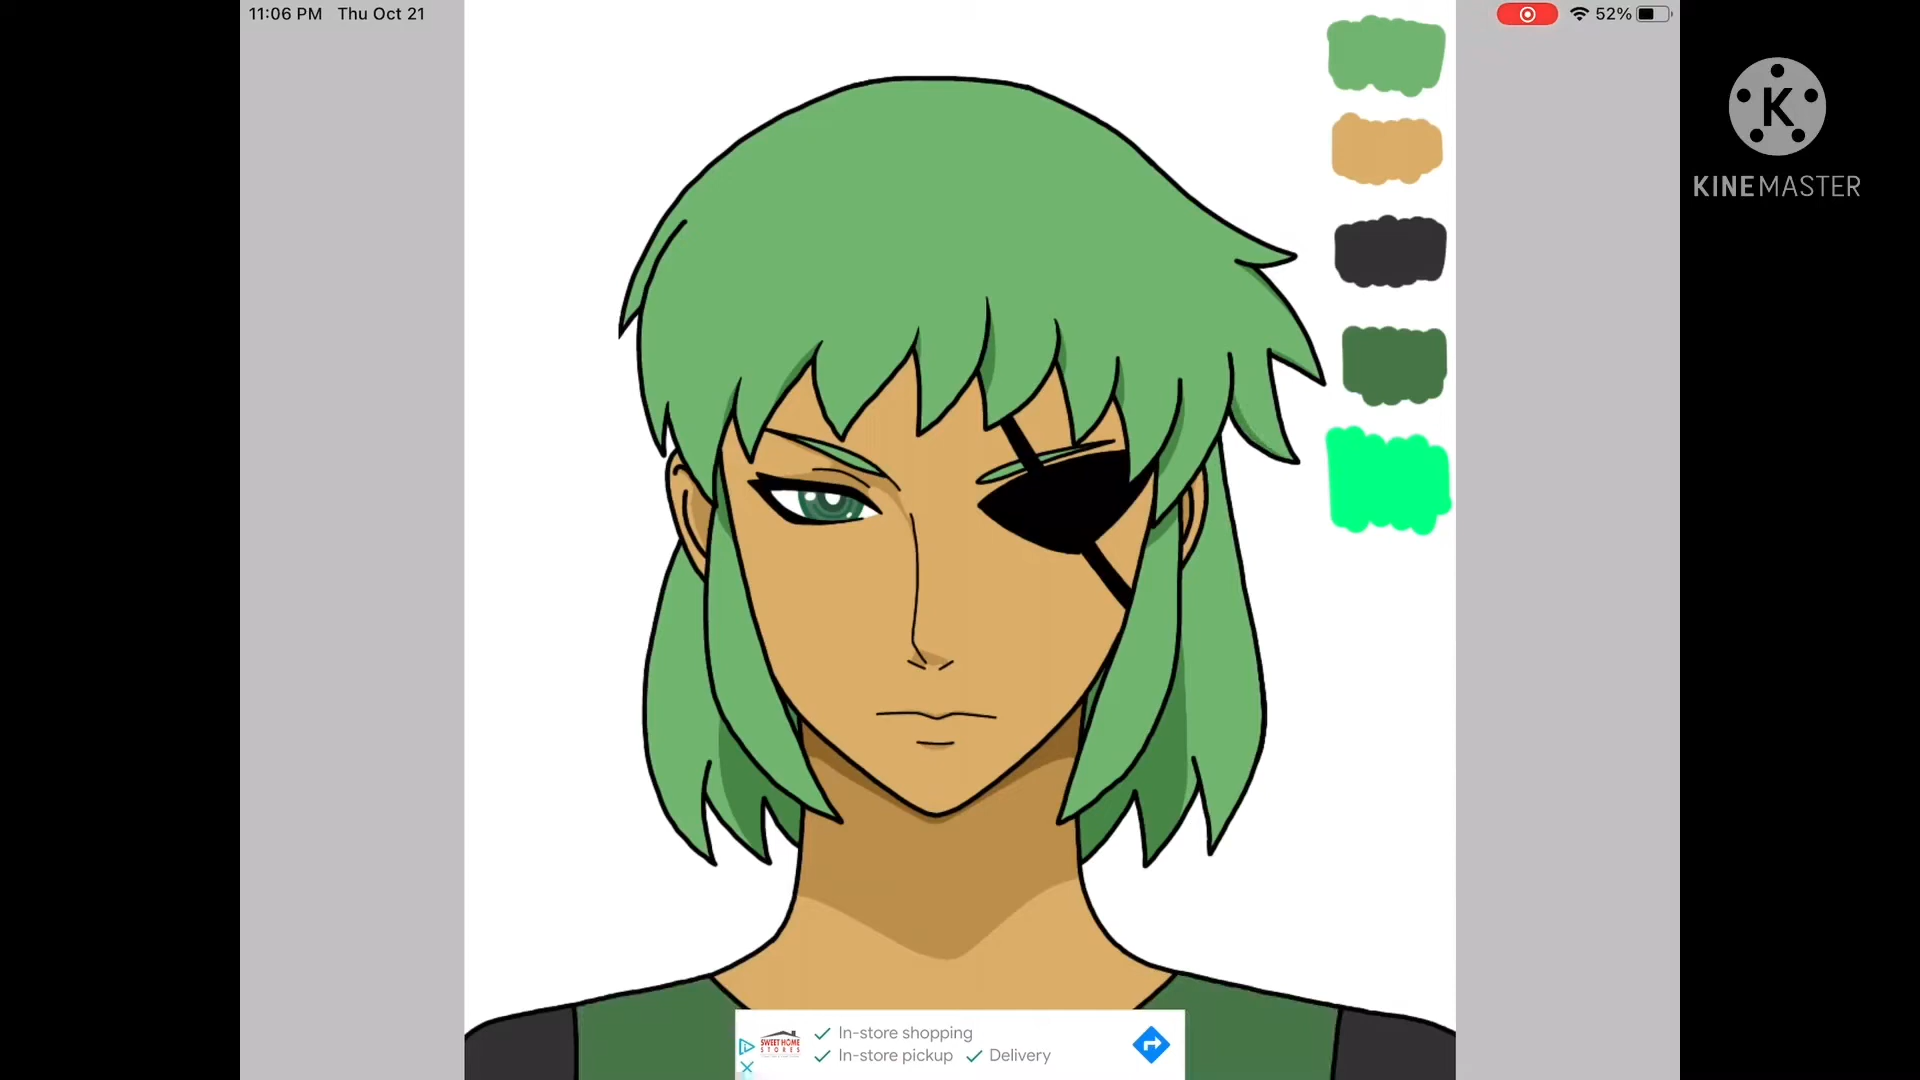 11:06 PM Thu Oct 21
52%
K
KINEMASTER
SWEET HOME
STORES
In-store shopping
In-store pickup Delivery